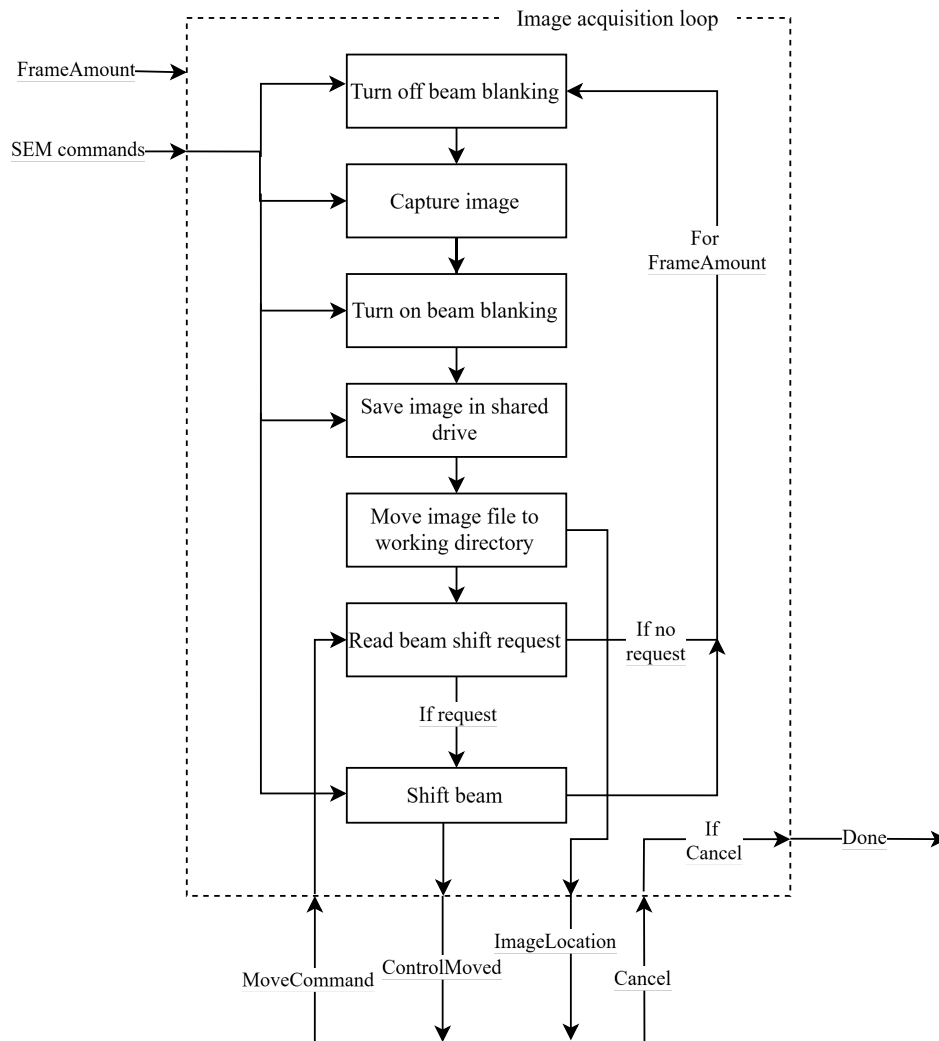 Image acquisition loop
FrameAmount
Turn off beam blanking
SEM commands
Capture image
For
FrameAmount
Turn on beam blanking
Save image in shared
drive
Move image file to
working directory
Read beam shift request
If no
request
If request
Shift beam
If
Cancel
Done
ImageLocation
ControlMoved
MoveCommand
Cancel